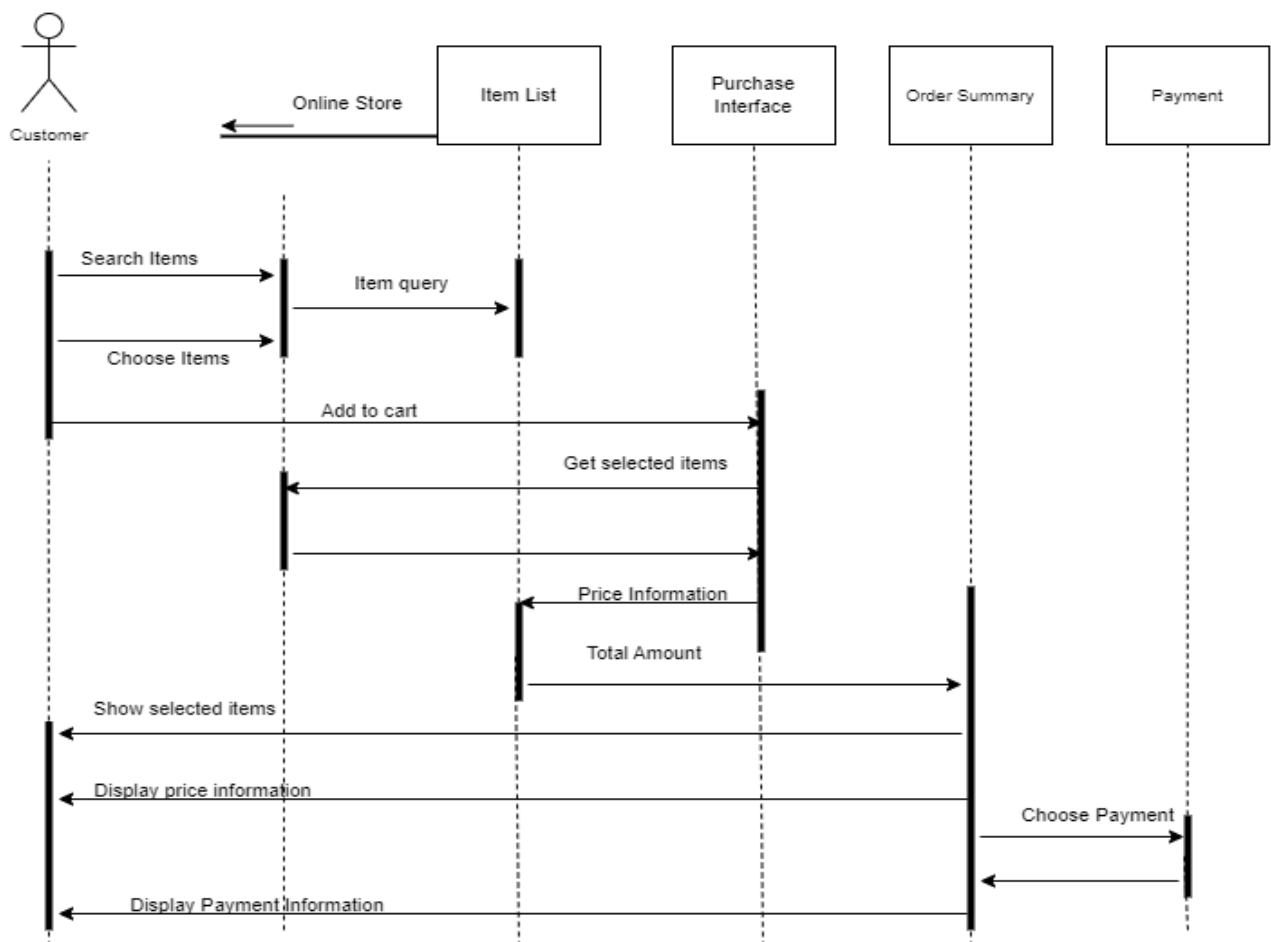 Customer
Online Store
Item List
Purchase
Interface
Order Summary
Payment
Search Items
Item query
Choose Items
Add to cart
Get selected items
Price Information
Total Amount
Show selected items
Display price information
Choose Payment
Display Payment Information